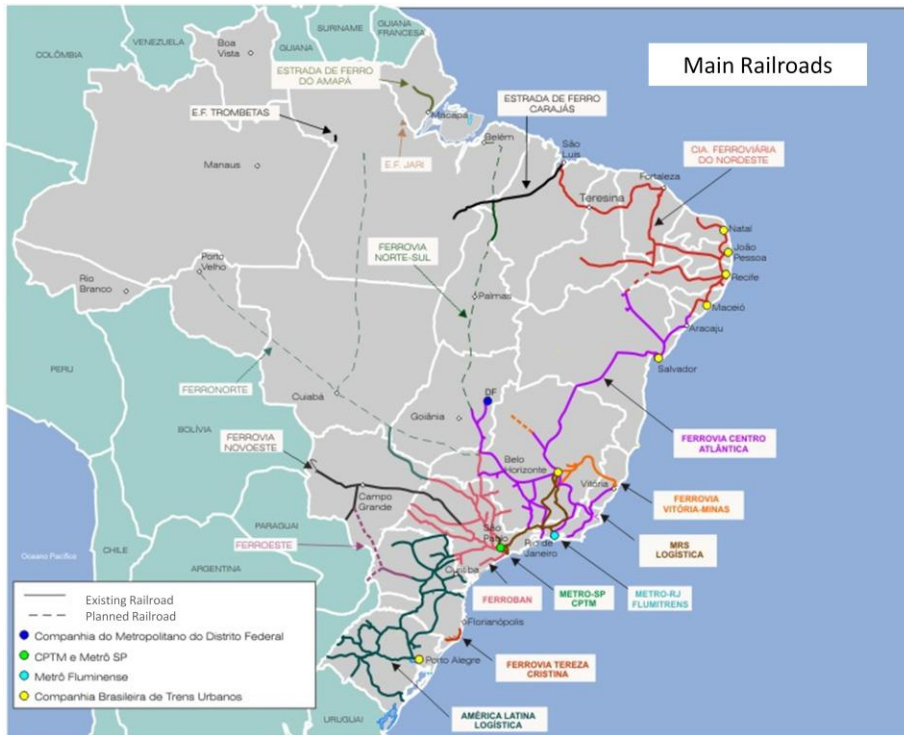 Main Railroads
COLÔMBIA
VENEZUELA
GUIANA
SURINAME
GUIANA
FRANCESA
Boa
Vista
ESTRADA DE FERRO
DO AMAPÁ
E.F. TROMBETAS
Macapá
E.F. JARI
Belém
ESTRADA DE FERRO
CARAJÁS
São
Luis
CIA. FERROVIÁRIA
DO NORDESTE
Manaus
Fortaleza
Teresina
Natal
João
Pessoa
Recife
Maceió
Aracaju
Salvador
FERROVIA
NORTE-SUL
Porto
Velho
Rio
Branco
Palmas
PERU
FERRONORTE
Cuiabá
DF
Goiânia
BOLÍVIA
FERROVIA
NOVOESTE
FERROVIA CENTRO
ATLÂNTICA
Belo
Horizonte
Vitória
FERROVIA
VITÓRIA-MINAS
Campo
Grande
PARAGUAI
FERROESTE
São
Paulo
Rio de
Janeiro
MRS
LOGÍSTICA
Oceano Pacífico
CHILE
ARGENTINA
Curitiba
FERROBAN
METRO-SP
CPTM
METRO-RJ
FLUMITRENS
Existing Railroad
Planned Railroad
Companhia do Metropolitano do Distrito Federal
CPTM e Metrô SP
Metrô Fluminense
Companhia Brasileira de Trens Urbanos
Florianópolis
Porto Alegre
FERROVIA TEREZA
CRISTINA
AMÉRICA LATINA
LOGÍSTICA
URUGUAI